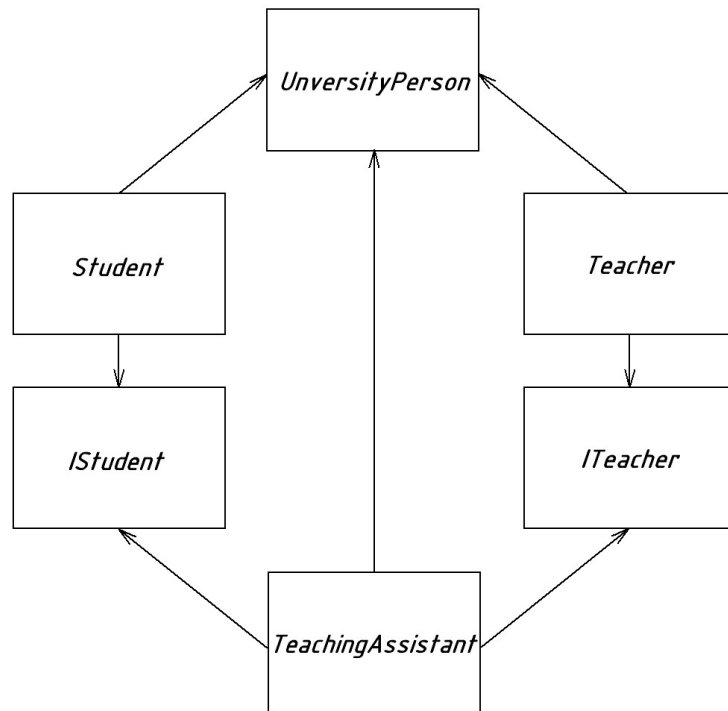 UnversityPerson
Student
Teacher
IStudent
ITeacher
TeachingAssistant